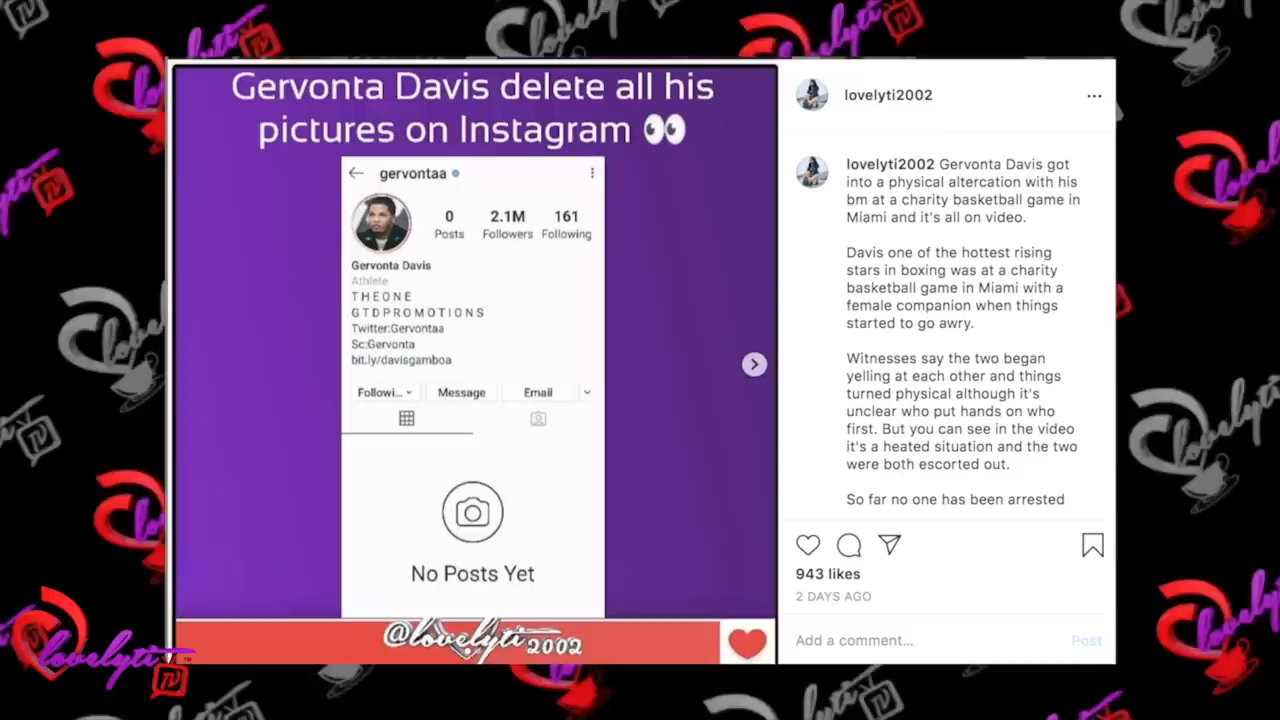 Gervonta Davis delete all his
pictures on Instagram 👀
gervontaa
0 2.1M 161
Posts Followers Following
Gervonta Davis
Athlete
T H E O N E
G T D P R O M O T I O N S
Twitter:Gervontaa
Sc:Gervonta
bit.ly/davisgamboa
Followi... Message Email
No Posts Yet
@lovelyti2002
lovelyti TV
lovelyti2002
lovelyti2002 Gervonta Davis got
into a physical altercation with his
bm at a charity basketball game in
Miami and it's all on video.
Davis one of the hottest rising
stars in boxing was at a charity
basketball game in Miami with a
female companion when things
started to go awry.
Witnesses say the two began
yelling at each other and things
turned physical although it's
unclear who put hands on who
first. But you can see in the video
it's a heated situation and the two
were both escorted out.
So far no one has been arrested
943 likes
2 DAYS AGO
Add a comment... Post